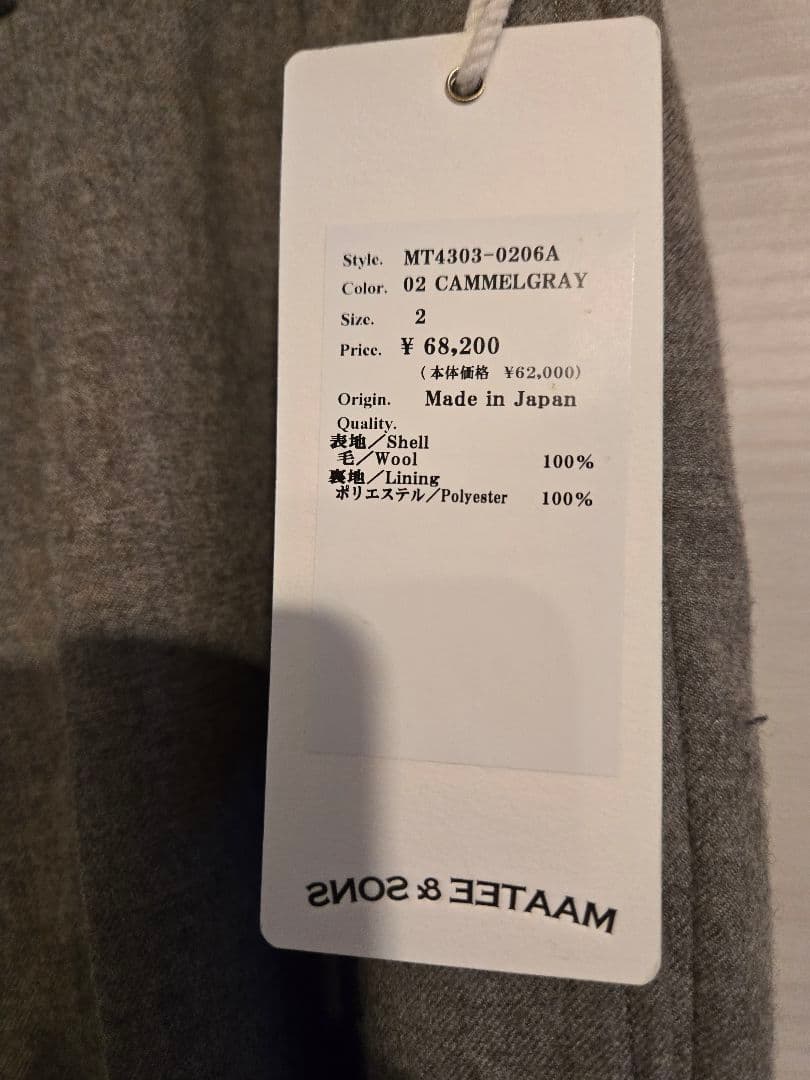 Style. MT4303-0206A
Color. 02 CAMMELGRAY
Size. 2
Price. ¥ 68,200
(本体価格 ¥62,000)
Origin. Made in Japan
Quality.
表地／Shell
毛／Wool 100%
裏地／Lining
ポリエステル／Polyester 100%
MAATEE & SONS